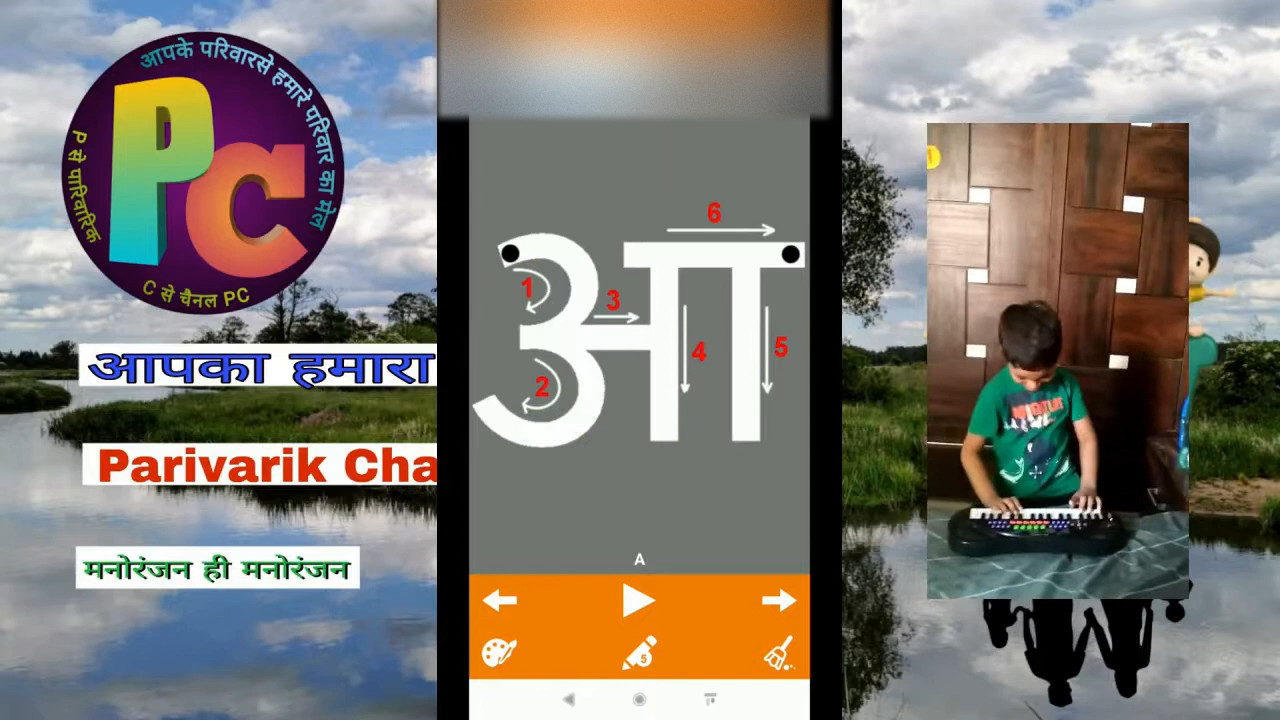 आपके परिवारसे हमारे परिवार का मेल
PC
P से पारिवारिक
C से चैनल PC
आपका हमारा
Parivarik Cha
मनोरंजन ही मनोरंजन
6
1
3
4
5
2
आ
A
5